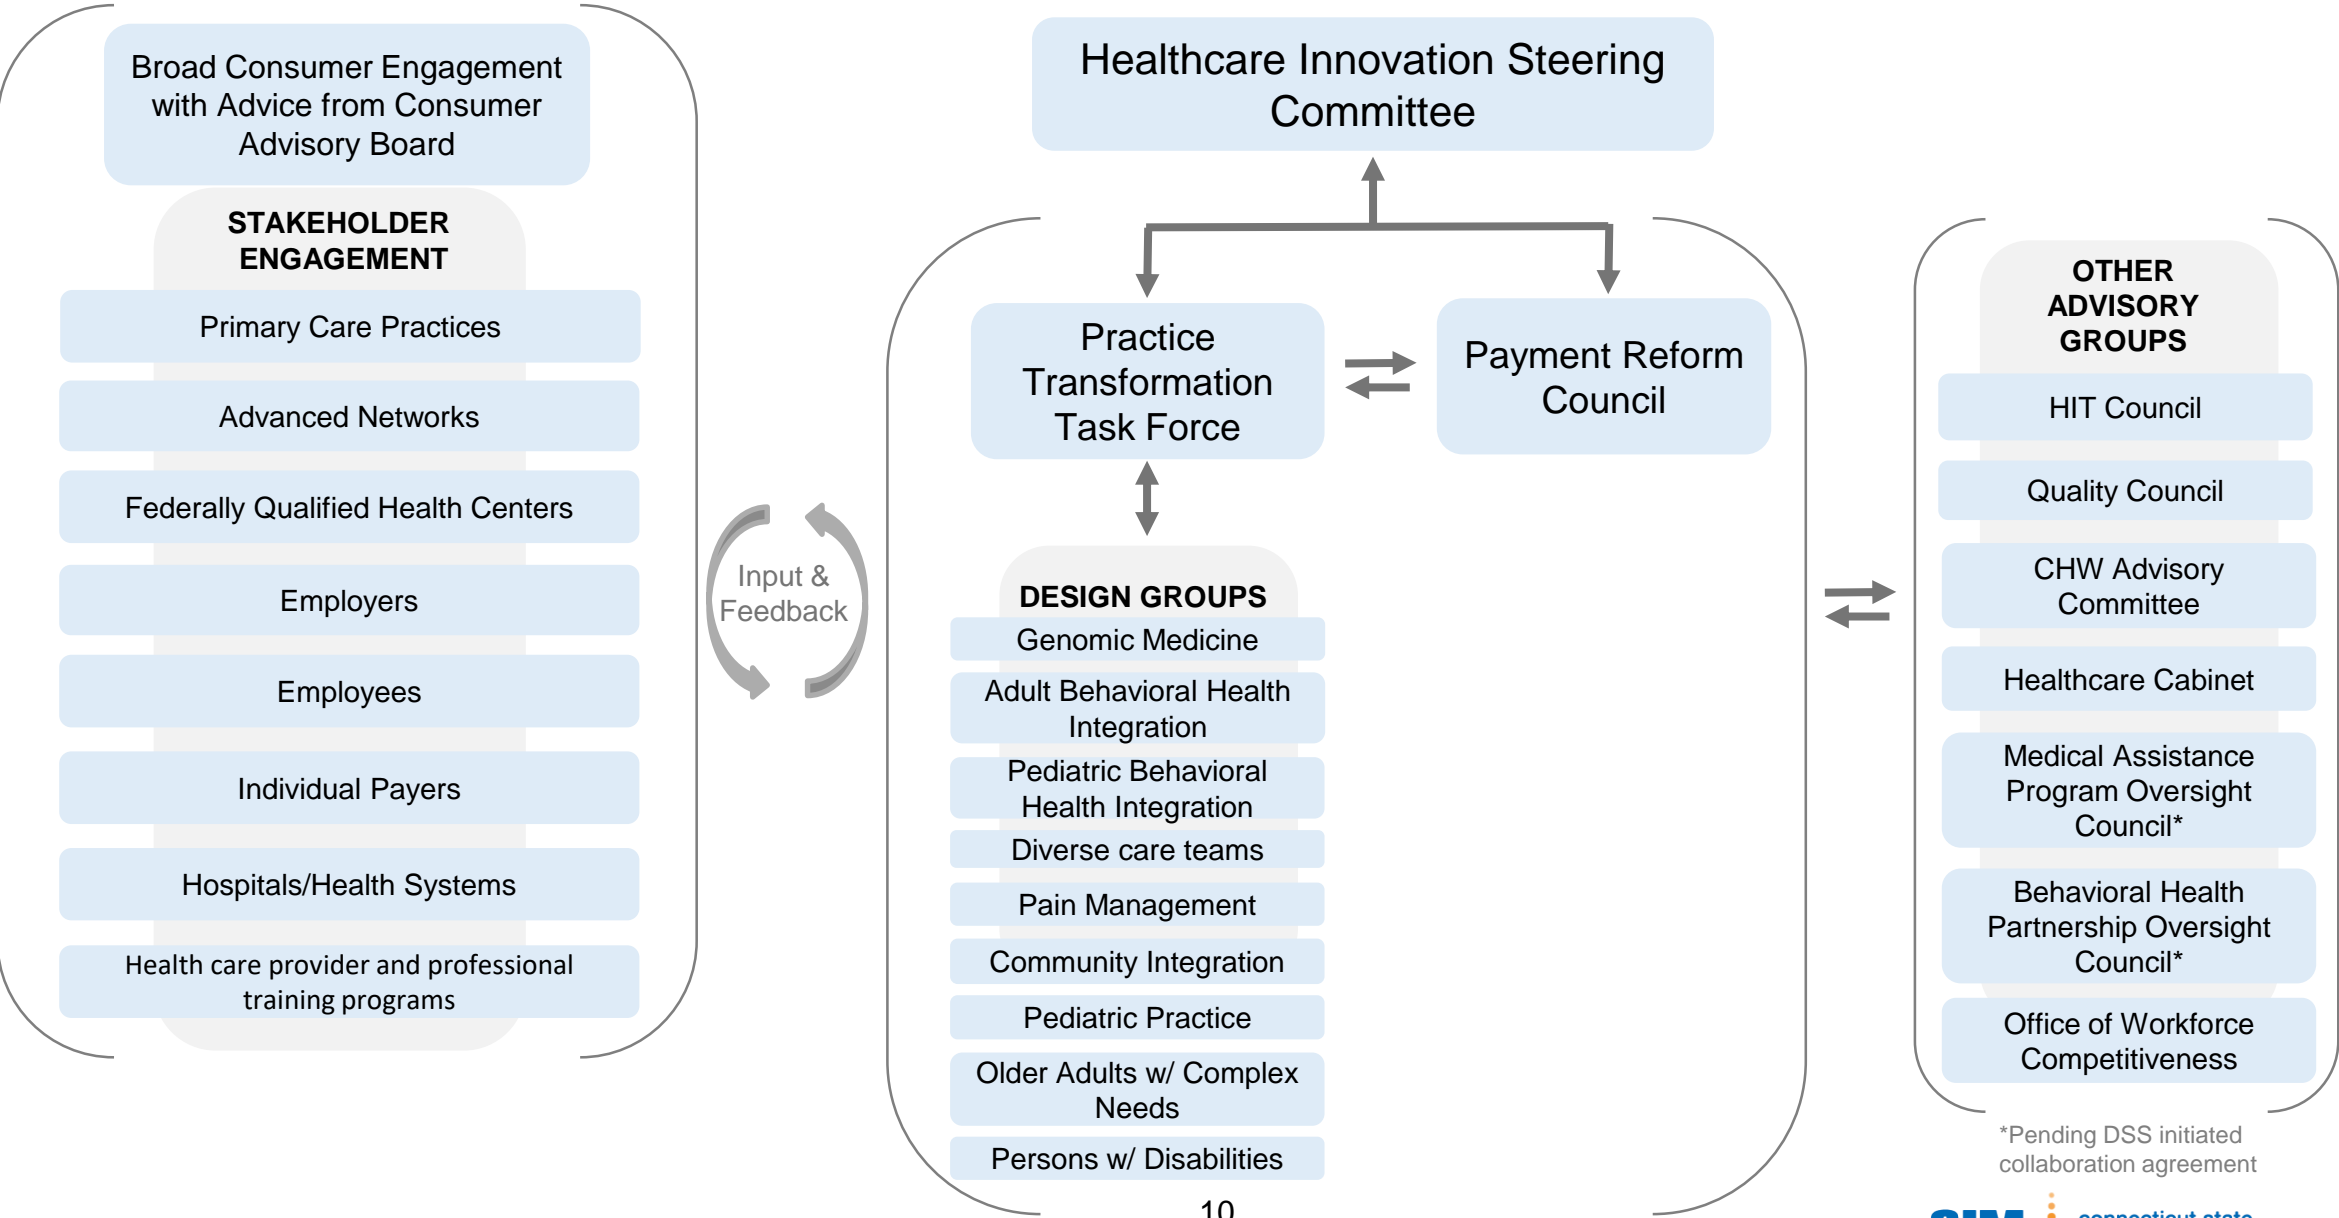 Broad Consumer Engagement
with Advice from Consumer
Advisory Board
STAKEHOLDER
ENGAGEMENT
Primary Care Practices
Advanced Networks
Federally Qualified Health Centers
Employers
Employees
Individual Payers
Hospitals/Health Systems
Health care provider and professional
training programs
Input &
Feedback
Healthcare Innovation Steering
Committee
Practice
Transformation
Task Force
Payment Reform
Council
DESIGN GROUPS
Genomic Medicine
Adult Behavioral Health
Integration
Pediatric Behavioral
Health Integration
Diverse care teams
Pain Management
Community Integration
Pediatric Practice
Older Adults w/ Complex
Needs
Persons w/ Disabilities
OTHER
ADVISORY
GROUPS
HIT Council
Quality Council
CHW Advisory
Committee
Healthcare Cabinet
Medical Assistance
Program Oversight
Council*
Behavioral Health
Partnership Oversight
Council*
Office of Workforce
Competitiveness
*Pending DSS initiated
collaboration agreement
10
SIM
connecticut state